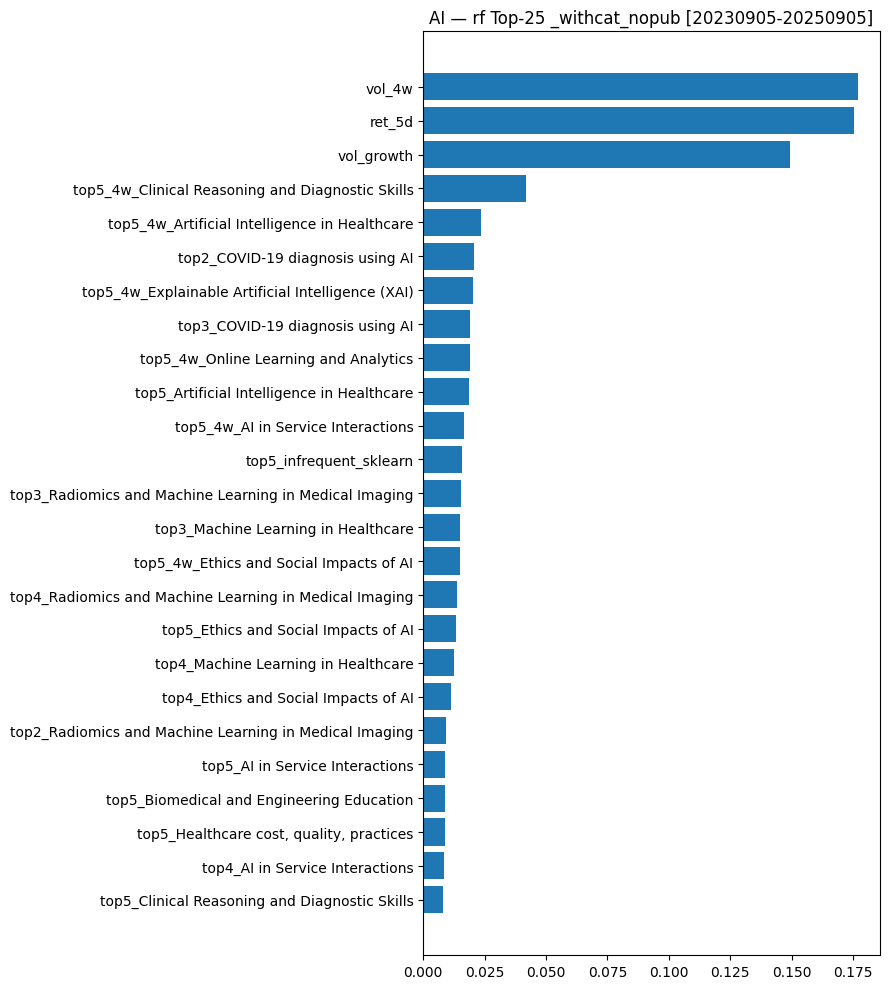 AI — rf Top-25 _withcat_nopub [20230905-20250905]
vol_4w
ret_5d
vol_growth
top5_4w_Clinical Reasoning and Diagnostic Skills
top5_4w_Artificial Intelligence in Healthcare
top2_COVID-19 diagnosis using AI
top5_4w_Explainable Artificial Intelligence (XAI)
top3_COVID-19 diagnosis using AI
top5_4w_Online Learning and Analytics
top5_Artificial Intelligence in Healthcare
top5_4w_AI in Service Interactions
top5_infrequent_sklearn
top3_Radiomics and Machine Learning in Medical Imaging
top3_Machine Learning in Healthcare
top5_4w_Ethics and Social Impacts of AI
top4_Radiomics and Machine Learning in Medical Imaging
top5_Ethics and Social Impacts of AI
top4_Machine Learning in Healthcare
top4_Ethics and Social Impacts of AI
top2_Radiomics and Machine Learning in Medical Imaging
top5_AI in Service Interactions
top5_Biomedical and Engineering Education
top5_Healthcare cost, quality, practices
top4_AI in Service Interactions
top5_Clinical Reasoning and Diagnostic Skills
0.000 0.025 0.050 0.075 0.100 0.125 0.150 0.175